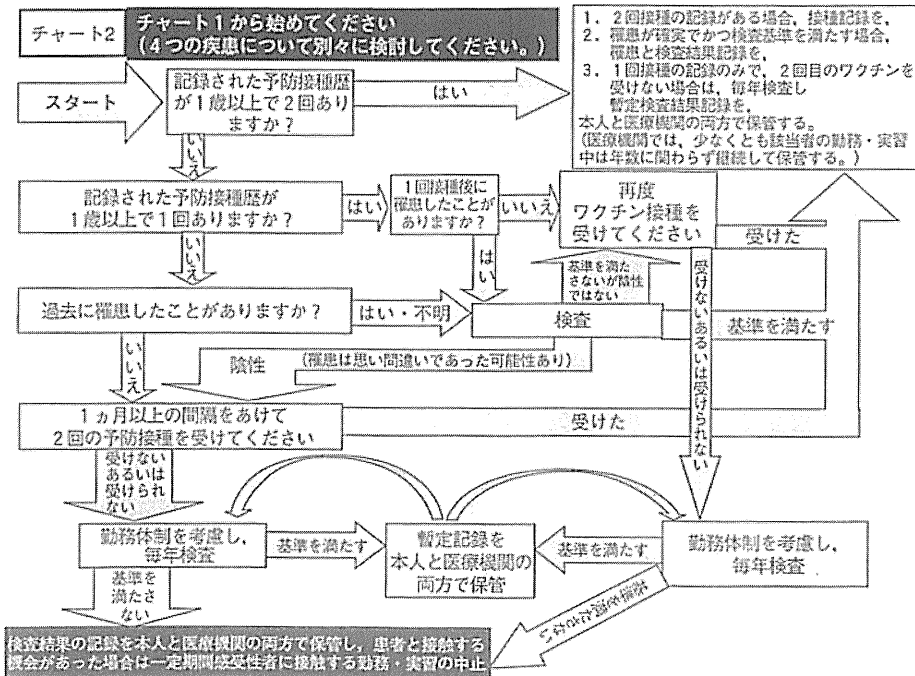 チャート2
チャート1から始めてください
(4つの疾患について別々に検討してください。)
1. 2回接種の記録がある場合,接種記録を,
2. 罹患が確実でかつ検査基準を満たす場合,
罹患と検査結果記録を,
3. 1回接種の記録のみで,2回目のワクチンを
受けない場合は,毎年検査し
暫定検査結果記録を,
本人と医療機関の両方で保管する。
(医療機関では,少なくとも該当者の勤務・実習
中は年数に関わらず継続して保管する。)
スタート
記録された予防接種歴
が1歳以上で2回あり
ますか?
はい
いいえ
記録された予防接種歴が
1歳以上で1回ありますか?
はい
1回接種後に
罹患したことが
ありますか?
いいえ
再度
ワクチン接種を
受けてください
受けた
いいえ
はい
基準を満た
さないが陰性
ではない
受けないあるいは受けられない
過去に罹患したことがありますか?
はい・不明
検査
基準を満たす
いいえ
陰性
(罹患は思い間違いであった可能性あり)
1ヵ月以上の間隔をあけて
2回の予防接種を受けてください
受けた
受けない
あるいは
受けられ
ない
勤務体制を考慮し,
毎年検査
基準を満たす
暫定記録を
本人と医療機関の
両方で保管
基準を満たす
勤務体制を考慮し,
毎年検査
基準を
満たさ
ない
基準を満たさない
検査結果の記録を本人と医療機関の両方で保管し,患者と接触する
機会があった場合は一定期間感受性者に接触する勤務・実習の中止